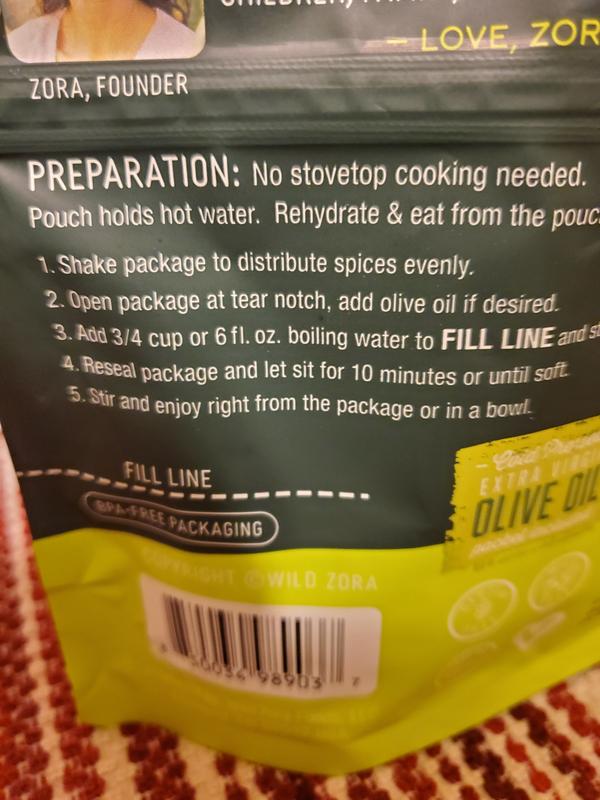 — LOVE, ZOR
ZORA, FOUNDER
PREPARATION: No stovetop cooking needed.
Pouch holds hot water. Rehydrate & eat from the pouc
1. Shake package to distribute spices evenly.
2. Open package at tear notch, add olive oil if desired.
3. Add 3/4 cup or 6 fl. oz. boiling water to FILL LINE and st
4. Reseal package and let sit for 10 minutes or until soft.
5. Stir and enjoy right from the package or in a bowl.
FILL LINE
BPA-FREE PACKAGING
EXTRA VIRGI
OLIVE OIL
COPYRIGHT ©WILD ZORA
98903 7